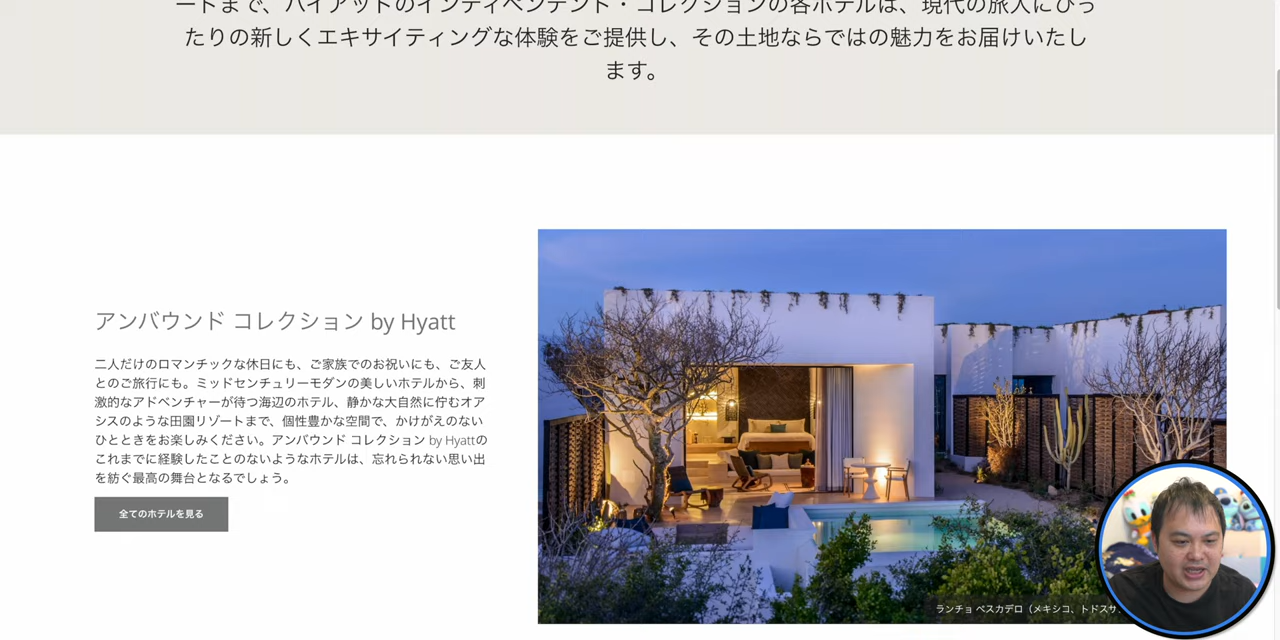 ートまで、ハイアットのインディペンデント・コレクションの各ホテルは、現代の旅人にぴっ
たりの新しくエキサイティングな体験をご提供し、その土地ならではの魅力をお届けいたし
ます。
アンバウンド コレクション by Hyatt
二人だけのロマンチックな休日にも、ご家族でのお祝いにも、ご友人
とのご旅行にも。ミッドセンチュリーモダンの美しいホテルから、刺
激的なアドベンチャーが待つ海辺のホテル、静かな大自然に佇むオア
シスのような田園リゾートまで、個性豊かな空間で、かけがえのない
ひとときをお楽しみください。アンバウンド コレクション by Hyattの
これまでに経験したことのないようなホテルは、忘れられない思い出
を紡ぐ最高の舞台となるでしょう。
全てのホテルを見る
ランチョ ペスカデロ（メキシコ、トドスサ